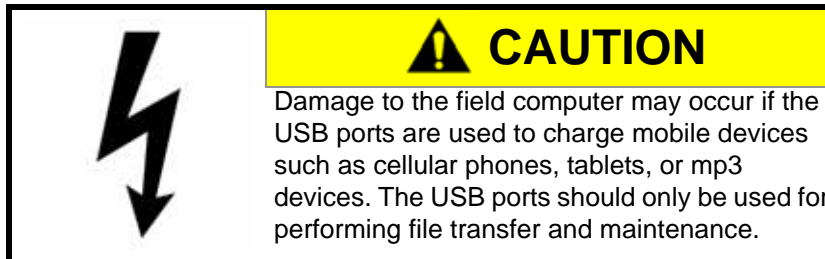 CAUTION
Damage to the field computer may occur if the
USB ports are used to charge mobile devices
such as cellular phones, tablets, or mp3
devices. The USB ports should only be used for
performing file transfer and maintenance.